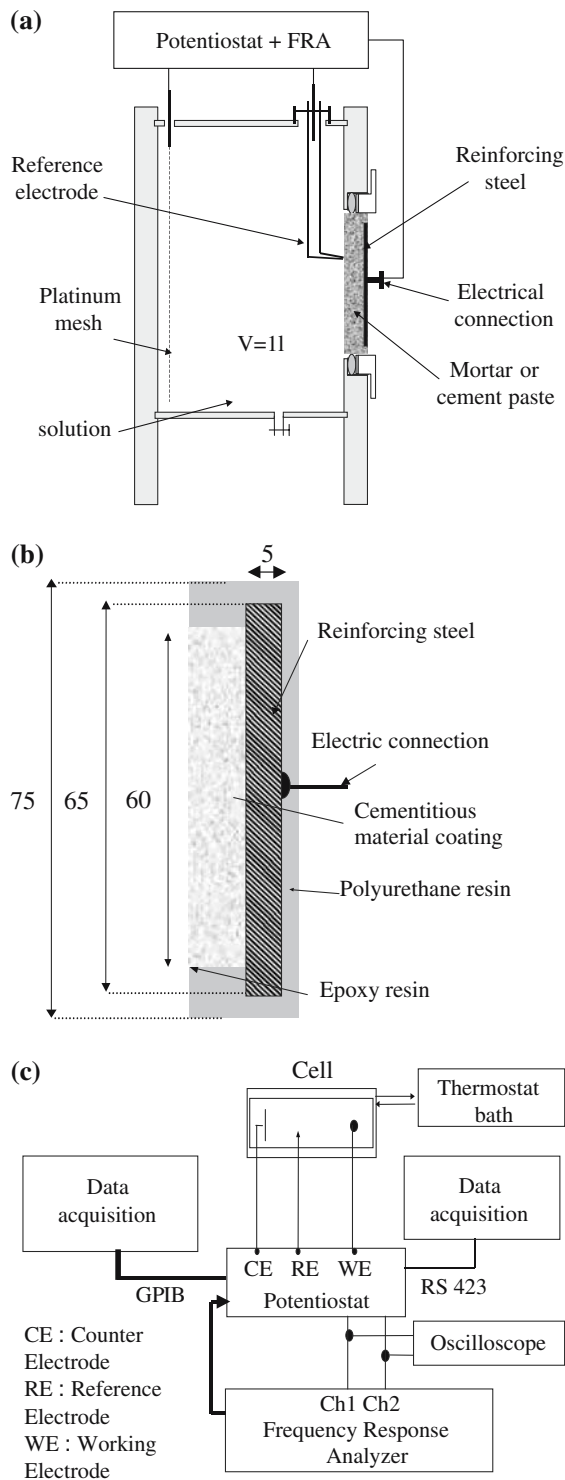 (a)
Potentiostat + FRA
Reference
electrode
Reinforcing
steel
Platinum
mesh
Electrical
connection
V=1l
Mortar or
cement paste
solution
(b)
5
Reinforcing steel
Electric connection
75
65
60
Cementitious
material coating
Polyurethane resin
Epoxy resin
(c)
Cell
Thermostat
bath
Data
acquisition
Data
acquisition
CE RE WE
Potentiostat
GPIB
RS 423
CE : Counter
Electrode
RE : Reference
Electrode
WE : Working
Electrode
Oscilloscope
Ch1 Ch2
Frequency Response
Analyzer